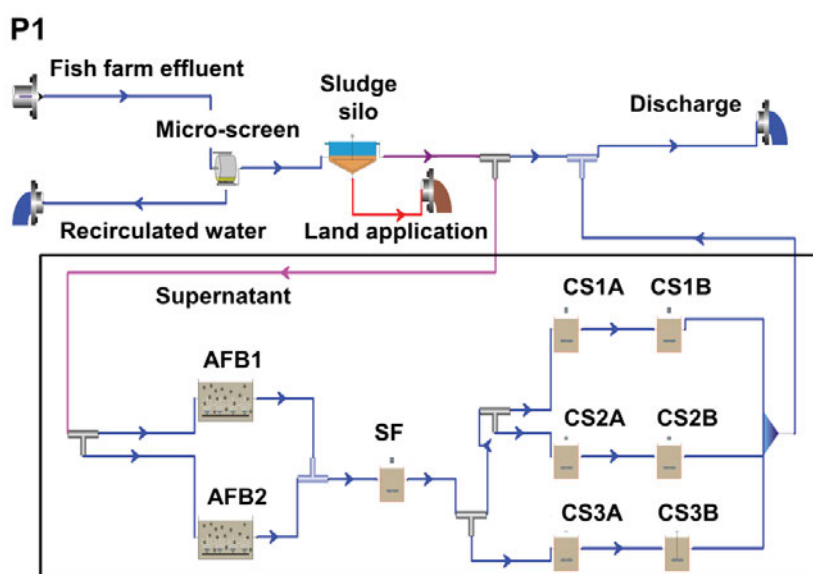 P1
Fish farm effluent
Sludge
silo
Discharge
Micro-screen
Recirculated water
Land application
Supernatant
CS1A
CS1B
AFB1
SF
CS2A
CS2B
AFB2
CS3A
CS3B